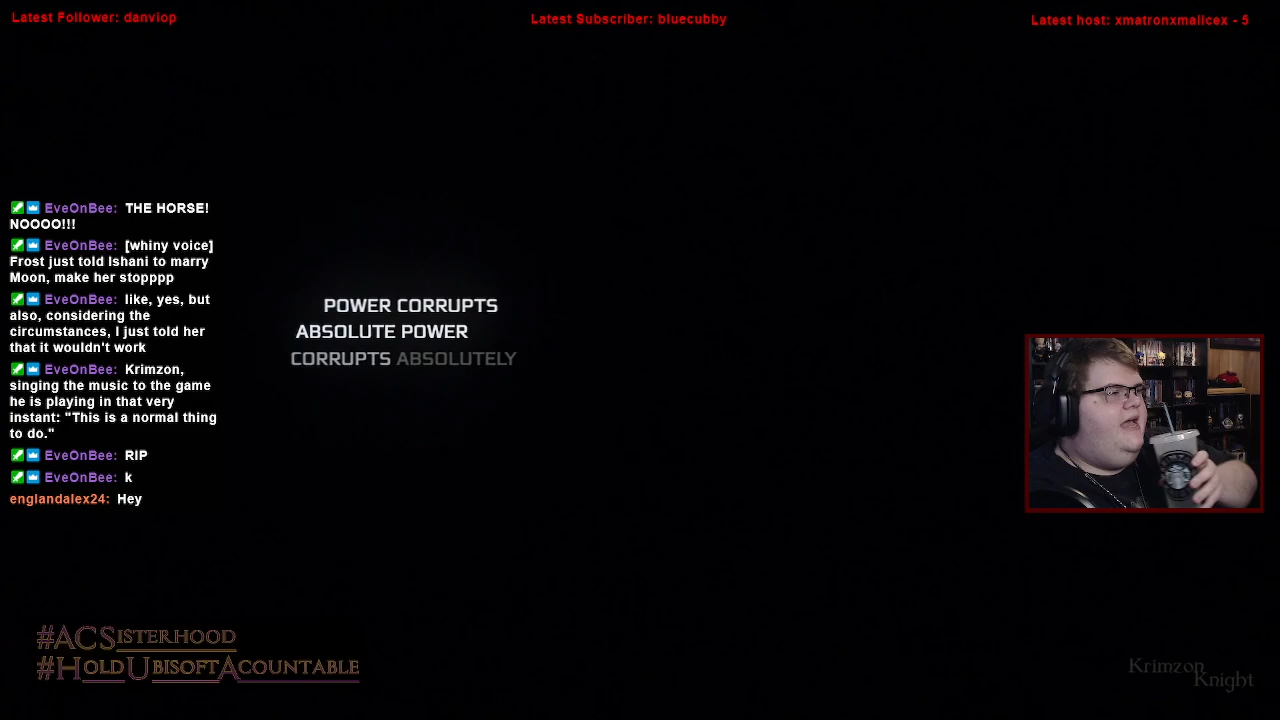 Latest Follower: danviop
Latest Subscriber: bluecubby
Latest host: xmatronxmalicex - 5
EveOnBee: THE HORSE!
NOOOO!!!
EveOnBee: [whiny voice]
Frost just told Ishani to marry
Moon, make her stopppp
EveOnBee: like, yes, but
also, considering the
circumstances, I just told her
that it wouldn't work
EveOnBee: Krimzon,
singing the music to the game
he is playing in that very
instant: "This is a normal thing
to do."
EveOnBee: RIP
EveOnBee: k
englandalex24: Hey
POWER CORRUPTS
ABSOLUTE POWER
CORRUPTS ABSOLUTELY
#ACSISTERHOOD
#HOLDUBISOFTACOUNTABLE
Krimzon
Knight